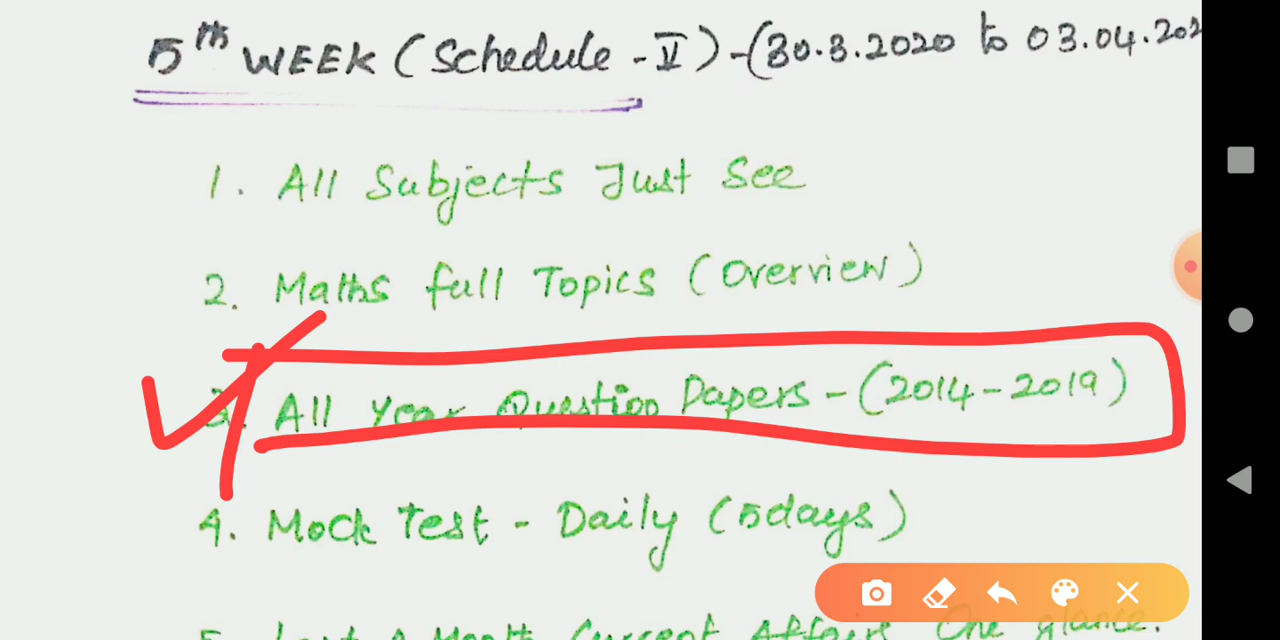 5th WEEK (Schedule - V) - (30.3.2020 to 03.04.202
1. All Subjects Just See
2. Maths full Topics (Overview)
3. All Year Question Papers - (2014 - 2019)
4. Mock Test - Daily (5days)
5. Last Month Current Affairs One glance.